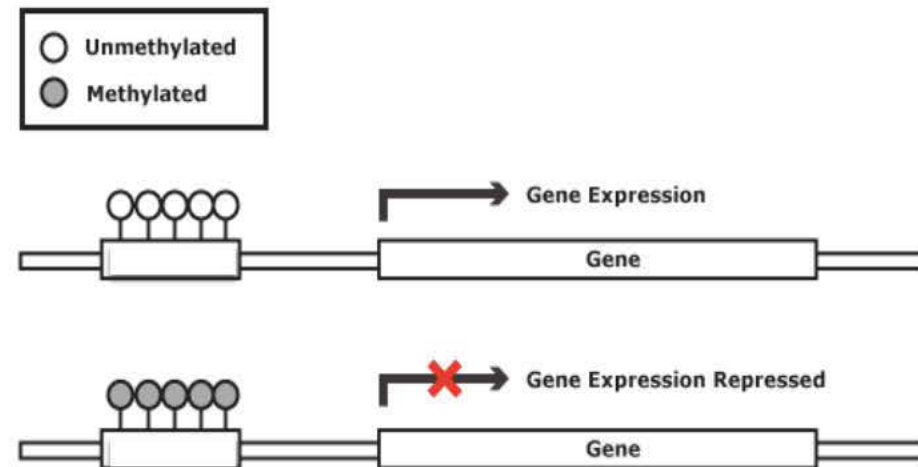 Unmethylated
Methylated
Gene Expression
Gene
Gene Expression Repressed
Gene